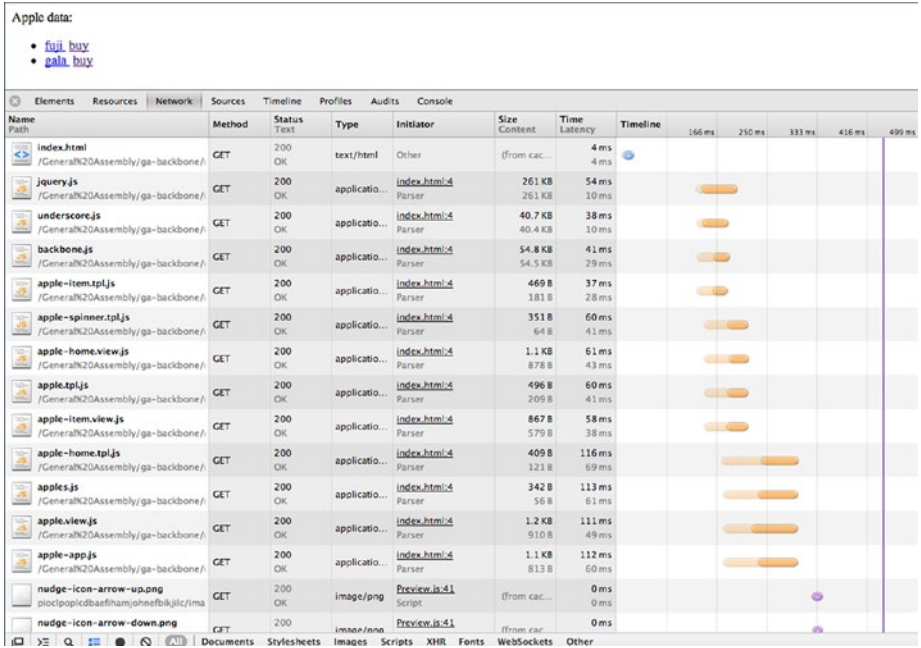 Apple data:
fuji buy
gala buy
Elements Resources Network Sources Timeline Profiles Audits Console
Name Method Status Type Initiator Size Time Timeline
Path Text Content Latency 166 ms 250 ms 333 ms 416 ms 499 ms
index.html GET 200 text/html Other (from cac... 4 ms
/General%20Assembly/ga-backbone/ OK 4 ms
jquery.js GET 200 applicatio... index.html:4 261 KB 54 ms
/General%20Assembly/ga-backbone/ OK Parser 261 KB 10 ms
underscore.js GET 200 applicatio... index.html:4 40.7 KB 38 ms
/General%20Assembly/ga-backbone/ OK Parser 40.4 KB 10 ms
backbone.js GET 200 applicatio... index.html:4 54.8 KB 41 ms
/General%20Assembly/ga-backbone/ OK Parser 54.5 KB 29 ms
apple-item.tpl.js GET 200 applicatio... index.html:4 469 B 37 ms
/General%20Assembly/ga-backbone/ OK Parser 181 B 28 ms
apple-spinner.tpl.js GET 200 applicatio... index.html:4 351 B 60 ms
/General%20Assembly/ga-backbone/ OK Parser 64 B 41 ms
apple-home.view.js GET 200 applicatio... index.html:4 1.1 KB 61 ms
/General%20Assembly/ga-backbone/ OK Parser 878 B 43 ms
apple.tpl.js GET 200 applicatio... index.html:4 496 B 60 ms
/General%20Assembly/ga-backbone/ OK Parser 209 B 41 ms
apple-item.view.js GET 200 applicatio... index.html:4 867 B 58 ms
/General%20Assembly/ga-backbone/ OK Parser 579 B 38 ms
apple-home.tpl.js GET 200 applicatio... index.html:4 409 B 116 ms
/General%20Assembly/ga-backbone/ OK Parser 121 B 69 ms
apples.js GET 200 applicatio... index.html:4 342 B 113 ms
/General%20Assembly/ga-backbone/ OK Parser 56 B 61 ms
apple.view.js GET 200 applicatio... index.html:4 1.2 KB 111 ms
/General%20Assembly/ga-backbone/ OK Parser 910 B 49 ms
apple-app.js GET 200 applicatio... index.html:4 1.1 KB 112 ms
/General%20Assembly/ga-backbone/ OK Parser 813 B 60 ms
nudge-icon-arrow-up.png GET 200 image/png Preview.js:41 (from cac... 0 ms
pioclpoplcdbaefihamjohnefbikjilc/ima OK Script 0 ms
nudge-icon-arrow-down.png GET 200 image/png Preview.js:41 (from cac 0 ms
All Documents Stylesheets Images Scripts XHR Fonts WebSockets Other